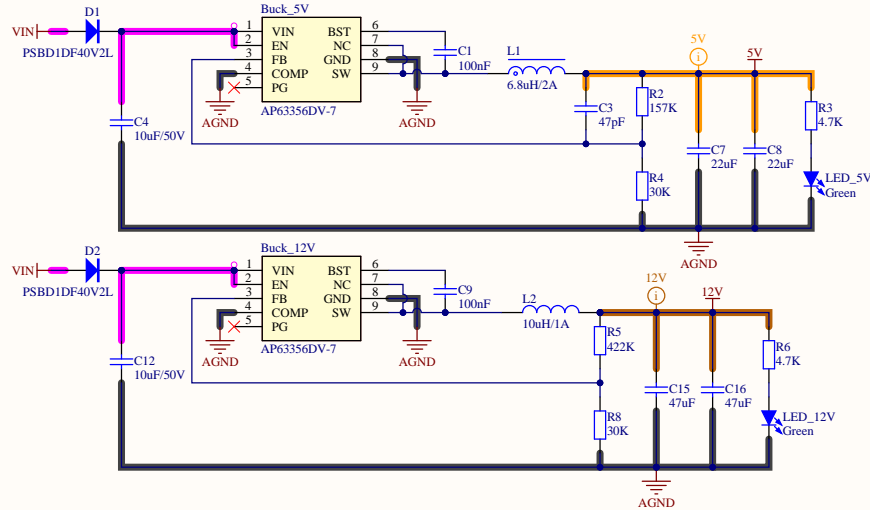 D1
VIN
PSBD1DF40V2L
C4
10uF/50V
Buck_5V
1 VIN BST 6
2 EN NC 7
3 FB GND 8
4 COMP SW 9
5 PG
AP63356DV-7
AGND
AGND
C1
100nF
L1
6.8uH/2A
C3
47pF
R2
157K
R4
30K
5V
i
5V
C7
22uF
C8
22uF
R3
4.7K
LED_5V
Green
AGND
D2
VIN
PSBD1DF40V2L
C12
10uF/50V
Buck_12V
1 VIN BST 6
2 EN NC 7
3 FB GND 8
4 COMP SW 9
5 PG
AP63356DV-7
AGND
AGND
C9
100nF
L2
10uH/1A
R5
422K
R8
30K
12V
i
12V
C15
47uF
C16
47uF
R6
4.7K
LED_12V
Green
AGND